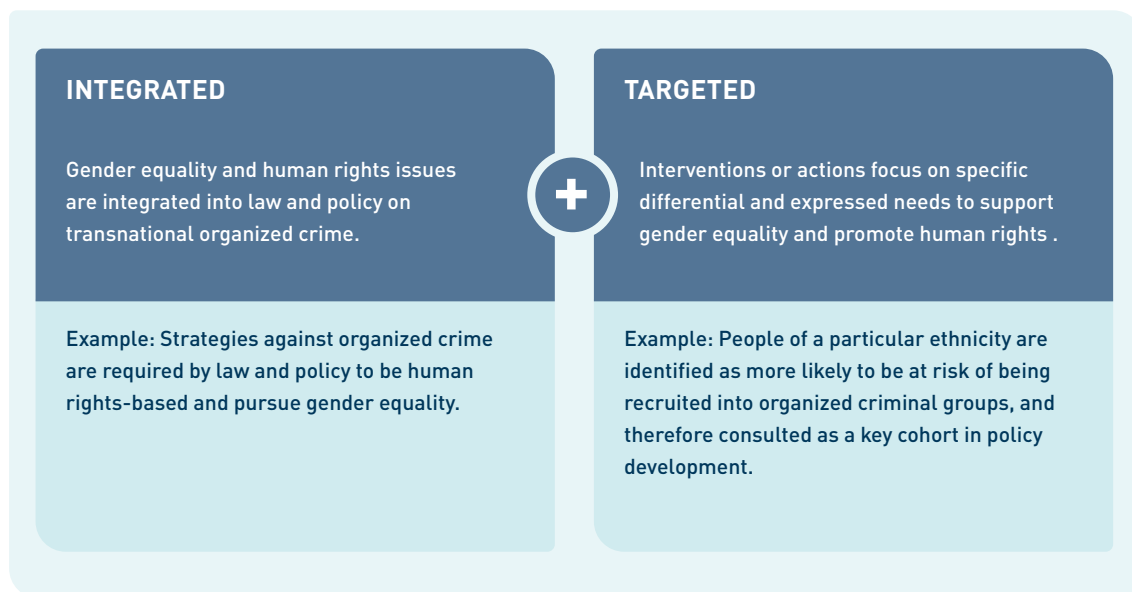 INTEGRATED
Gender equality and human rights issues
are integrated into law and policy on
transnational organized crime.
Example: Strategies against organized crime
are required by law and policy to be human
rights-based and pursue gender equality.
TARGETED
Interventions or actions focus on specific
differential and expressed needs to support
gender equality and promote human rights .
Example: People of a particular ethnicity are
identified as more likely to be at risk of being
recruited into organized criminal groups, and
therefore consulted as a key cohort in policy
development.